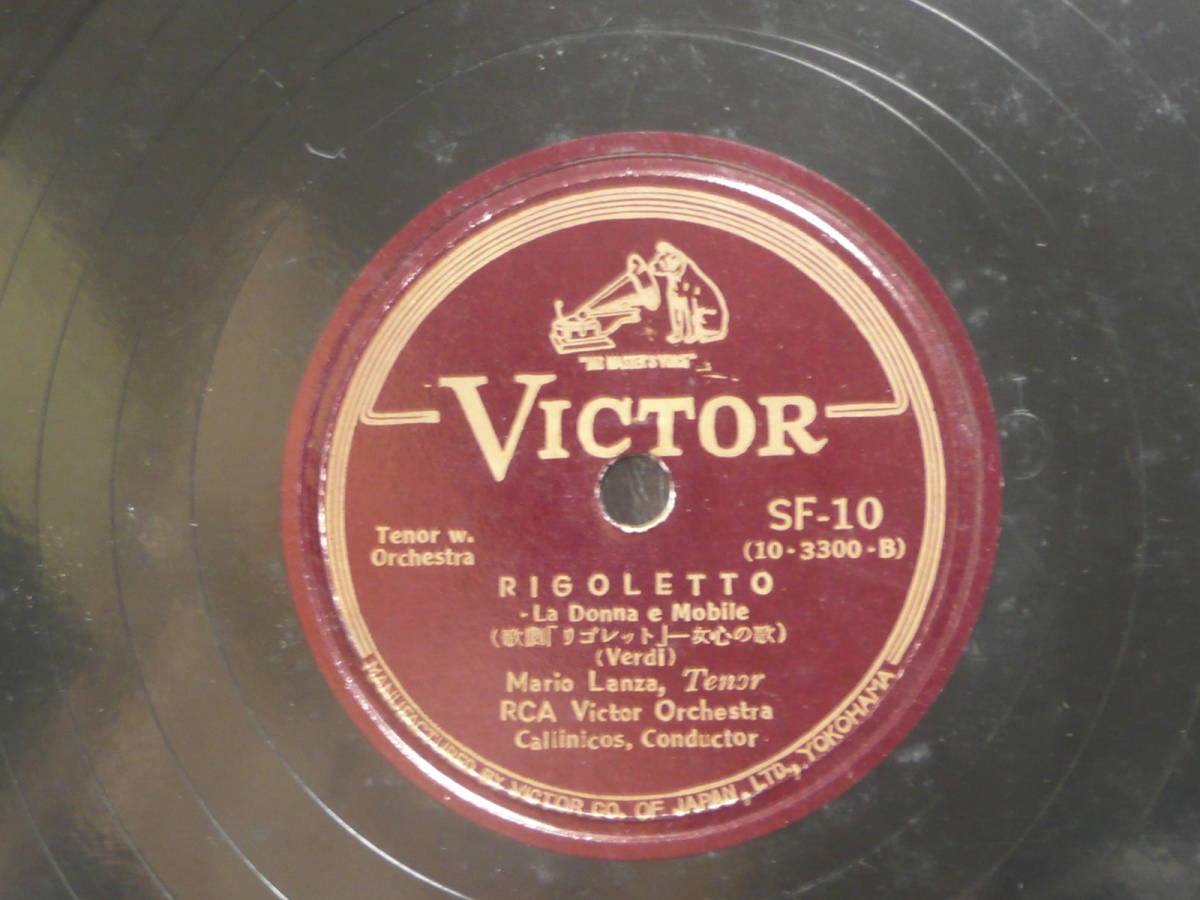 "HIS MASTER'S VOICE"
VICTOR
SF-10
(10-3300-B)
Tenor w.
Orchestra
RIGOLETTO
-La Donna e Mobile
(歌劇「リゴレット」—女心の歌)
(Verdi)
Mario Lanza, Tenor
RCA Victor Orchestra
Callinicos, Conductor
MANUFACTURED BY VICTOR CO. OF JAPAN, LTD., YOKOHAMA